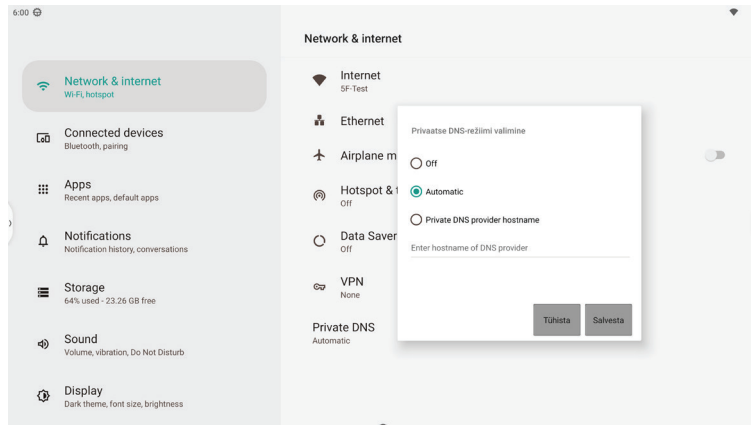 6:00
Network & internet
Network & internet
Wi-Fi, hotspot
Connected devices
Bluetooth, pairing
Apps
Recent apps, default apps
Notifications
Notification history, conversations
Storage
64% used - 23.26 GB free
Sound
Volume, vibration, Do Not Disturb
Display
Dark theme, font size, brightness
Internet
5F-Test
Ethernet
Airplane m
Hotspot & t
Off
Data Saver
Off
VPN
None
Private DNS
Automatic
Privaatse DNS-režiimi valimine
Off
Automatic
Private DNS provider hostname
Enter hostname of DNS provider
Tühista
Salvesta